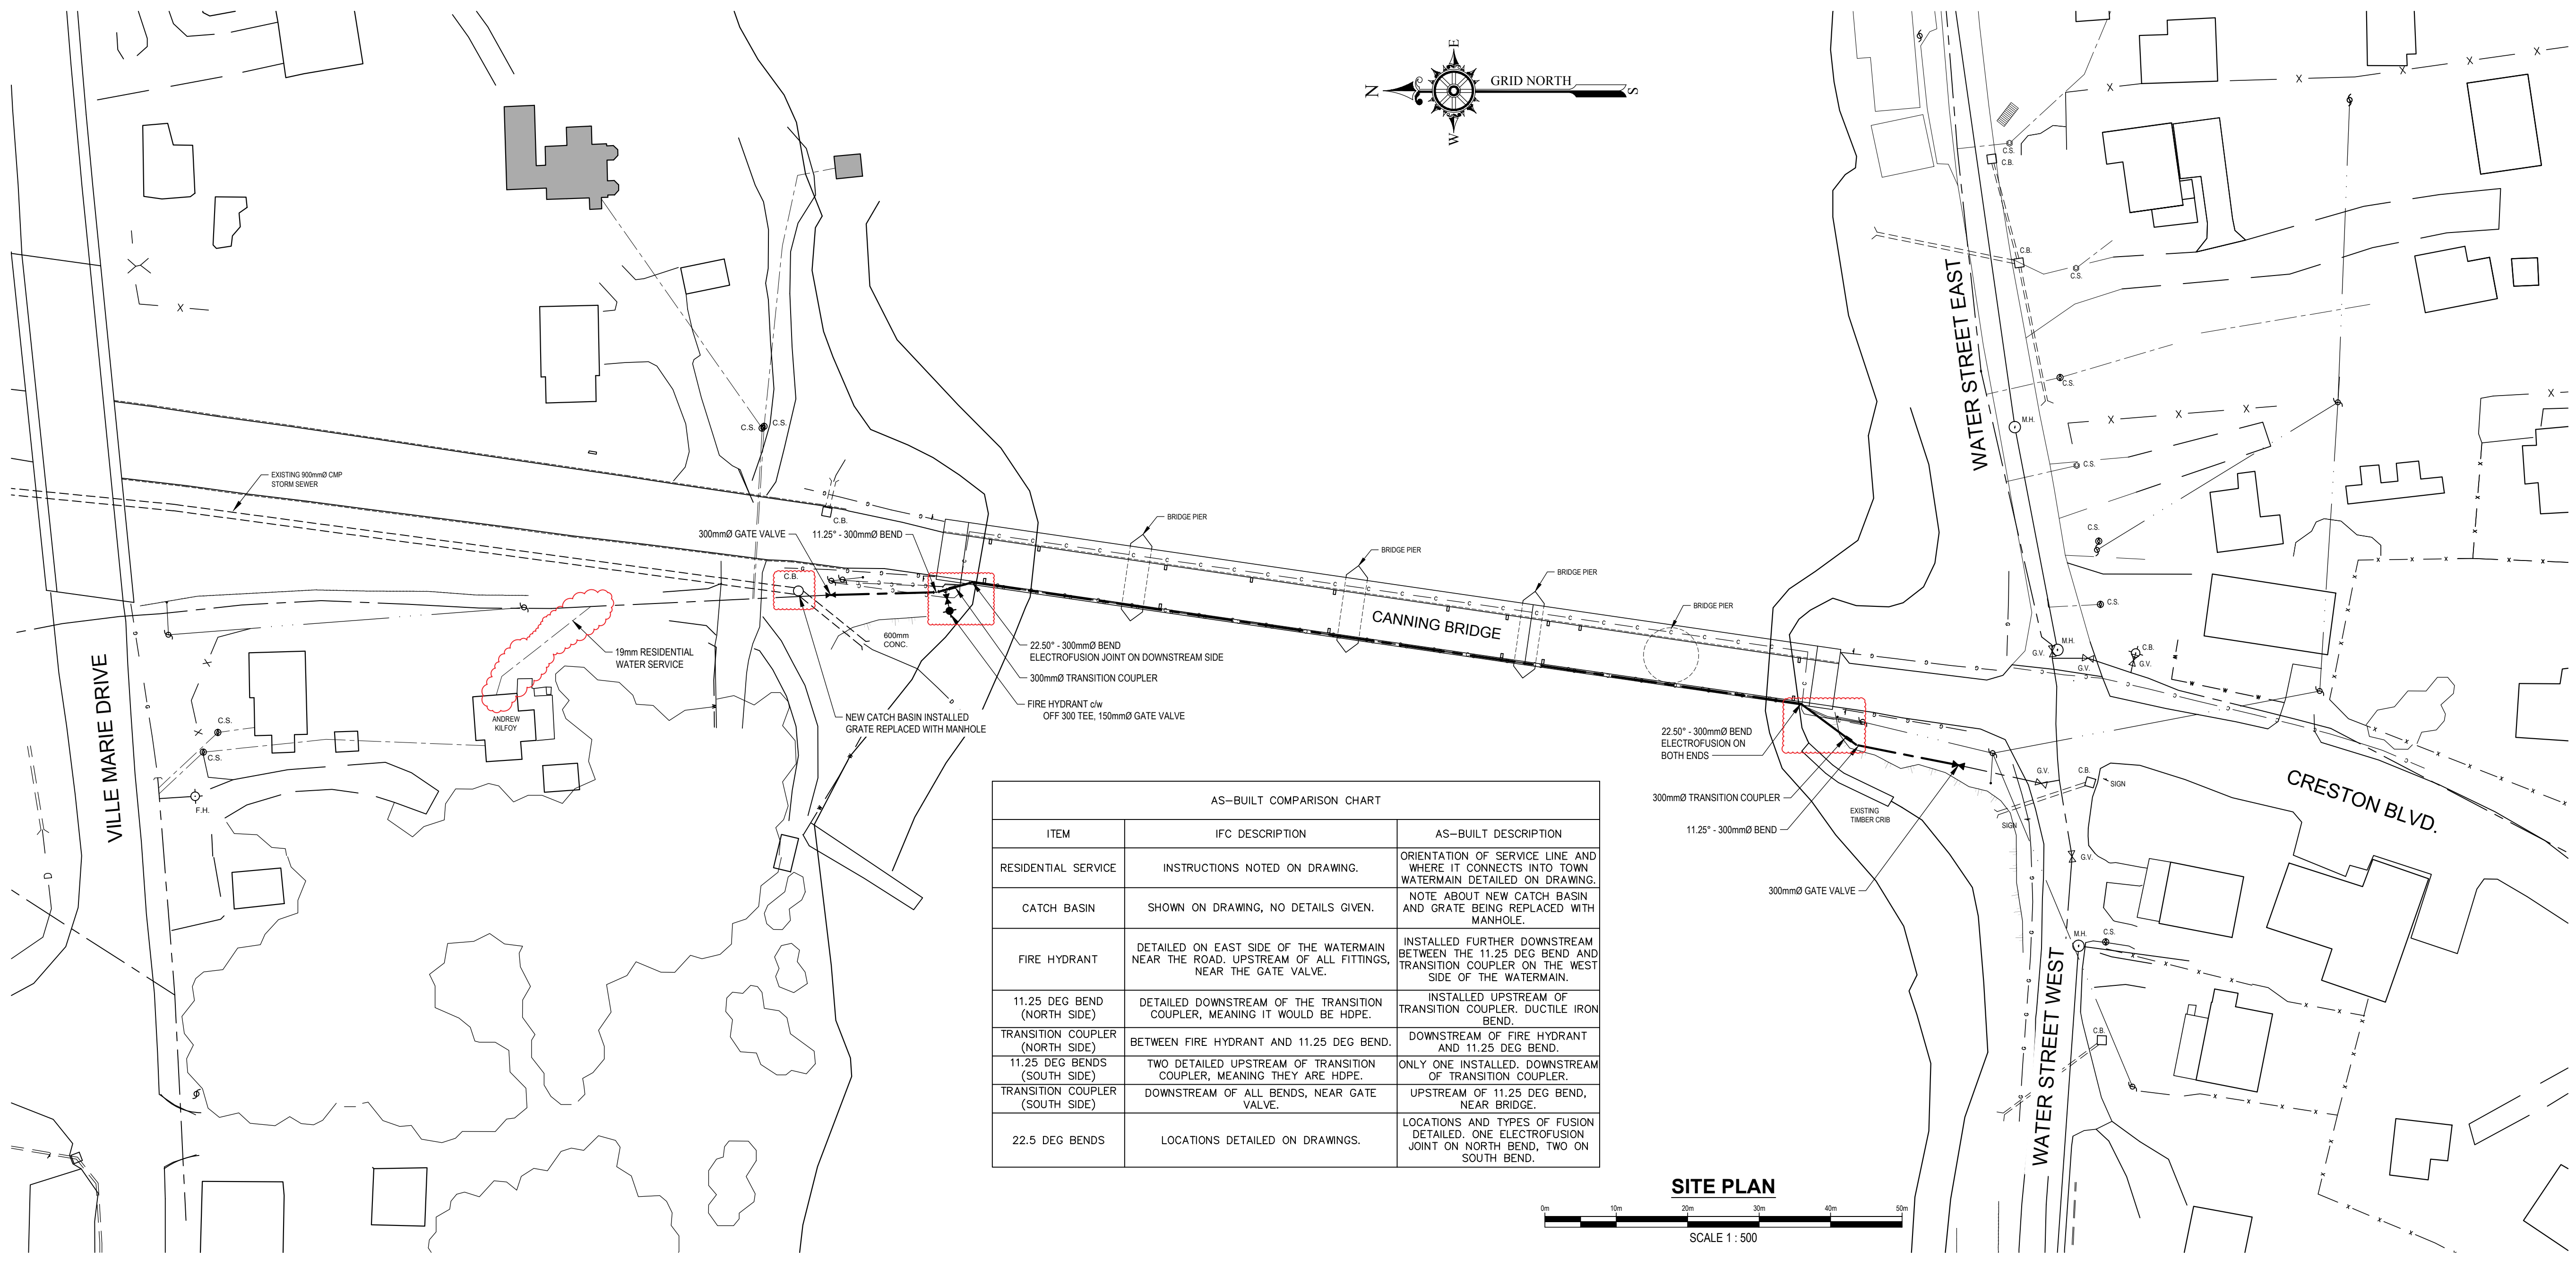 E
N
GRID NORTH
S
W
C.S.
C.B.
C.B.
C.S.
WATER STREET EAST
C.S.
M.H.
C.S.
C.S.
C.S.
C.S.
C.S.
EXISTING 900mmØ CMP
STORM SEWER
C.B.
300mmØ GATE VALVE
11.25° - 300mmØ BEND
BRIDGE PIER
BRIDGE PIER
BRIDGE PIER
BRIDGE PIER
CANNING BRIDGE
C.B.
600mm
CONC.
19mm RESIDENTIAL
WATER SERVICE
22.50° - 300mmØ BEND
ELECTROFUSION JOINT ON DOWNSTREAM SIDE
300mmØ TRANSITION COUPLER
FIRE HYDRANT c/w
OFF 300 TEE, 150mmØ GATE VALVE
NEW CATCH BASIN INSTALLED
GRATE REPLACED WITH MANHOLE
ANDREW
KILFOY
VILLE MARIE DRIVE
C.S.
C.S.
F.H.
M.H.
G.V.
G.V.
C.B.
G.V.
22.50° - 300mmØ BEND
ELECTROFUSION ON
BOTH ENDS
300mmØ TRANSITION COUPLER
11.25° - 300mmØ BEND
EXISTING
TIMBER CRIB
300mmØ GATE VALVE
G.V.
C.B.
SIGN
SIGN
G.V.
CRESTON BLVD.
M.H.
C.S.
C.B.
WATER STREET WEST
AS-BUILT COMPARISON CHART
ITEM
IFC DESCRIPTION
AS-BUILT DESCRIPTION
RESIDENTIAL SERVICE
INSTRUCTIONS NOTED ON DRAWING.
ORIENTATION OF SERVICE LINE AND
WHERE IT CONNECTS INTO TOWN
WATERMAIN DETAILED ON DRAWING.
CATCH BASIN
SHOWN ON DRAWING, NO DETAILS GIVEN.
NOTE ABOUT NEW CATCH BASIN
AND GRATE BEING REPLACED WITH
MANHOLE.
FIRE HYDRANT
DETAILED ON EAST SIDE OF THE WATERMAIN
NEAR THE ROAD. UPSTREAM OF ALL FITTINGS,
NEAR THE GATE VALVE.
INSTALLED FURTHER DOWNSTREAM
BETWEEN THE 11.25 DEG BEND AND
TRANSITION COUPLER ON THE WEST
SIDE OF THE WATERMAIN.
11.25 DEG BEND
(NORTH SIDE)
DETAILED DOWNSTREAM OF THE TRANSITION
COUPLER, MEANING IT WOULD BE HDPE.
INSTALLED UPSTREAM OF
TRANSITION COUPLER. DUCTILE IRON
BEND.
TRANSITION COUPLER
(NORTH SIDE)
BETWEEN FIRE HYDRANT AND 11.25 DEG BEND.
DOWNSTREAM OF FIRE HYDRANT
AND 11.25 DEG BEND.
11.25 DEG BENDS
(SOUTH SIDE)
TWO DETAILED UPSTREAM OF TRANSITION
COUPLER, MEANING THEY ARE HDPE.
ONLY ONE INSTALLED. DOWNSTREAM
OF TRANSITION COUPLER.
TRANSITION COUPLER
(SOUTH SIDE)
DOWNSTREAM OF ALL BENDS, NEAR GATE
VALVE.
UPSTREAM OF 11.25 DEG BEND,
NEAR BRIDGE.
22.5 DEG BENDS
LOCATIONS DETAILED ON DRAWINGS.
LOCATIONS AND TYPES OF FUSION
DETAILED. ONE ELECTROFUSION
JOINT ON NORTH BEND, TWO ON
SOUTH BEND.
SITE PLAN
0m 10m 20m 30m 40m 50m
SCALE 1 : 500